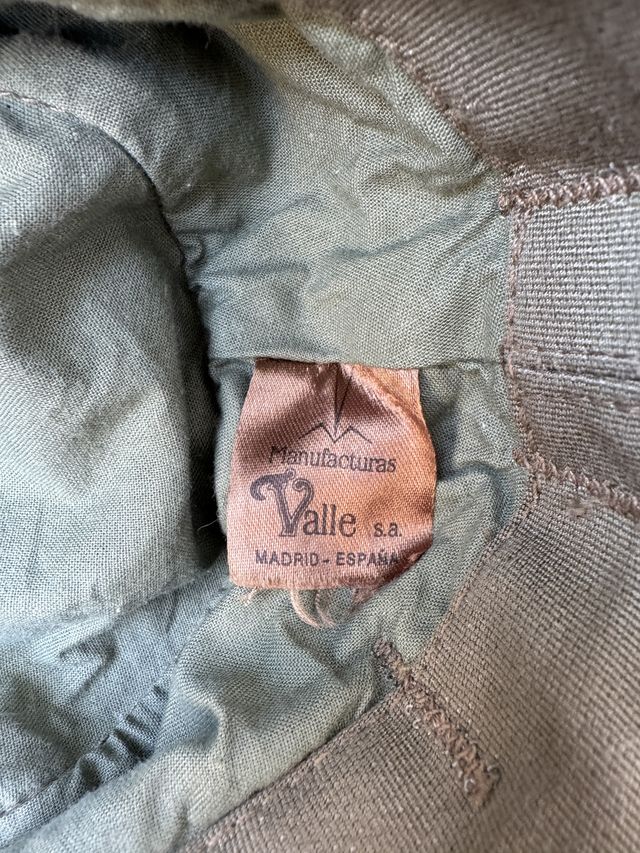 Manufacturas
Valle s.a.
MADRID - ESPAÑA